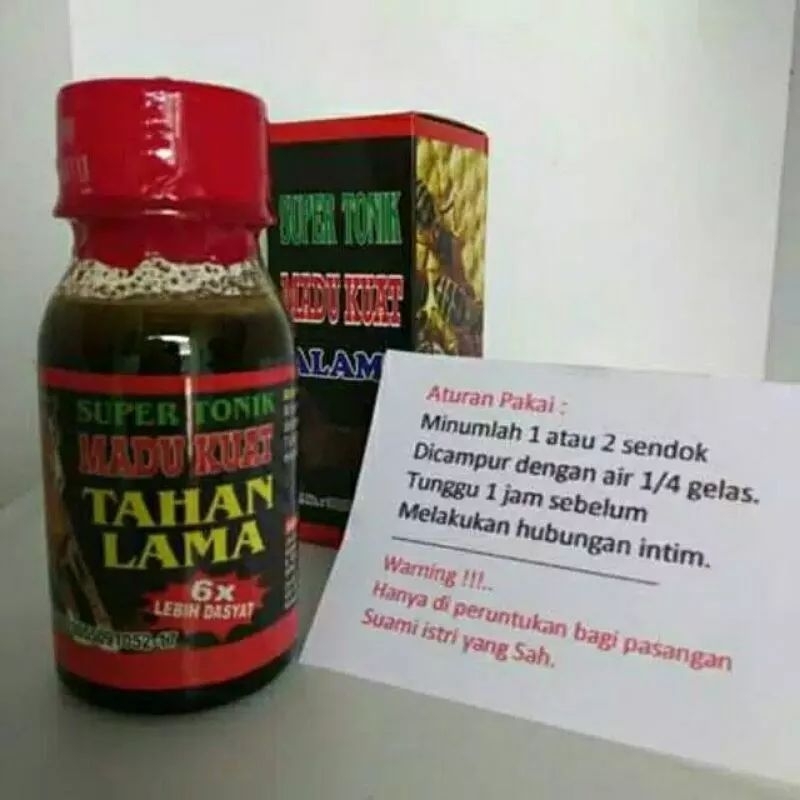 SUPER TONIK
MADU KUAT
TAHAN
LAMA
6x
LEBIH DASYAT
SUPER TONIK
MADU KUAT
ALAMI
Aturan Pakai :
Minumlah 1 atau 2 sendok
Dicampur dengan air 1/4 gelas.
Tunggu 1 jam sebelum
Melakukan hubungan intim.
Warning !!!..
Hanya di peruntukan bagi pasangan
Suami istri yang Sah.